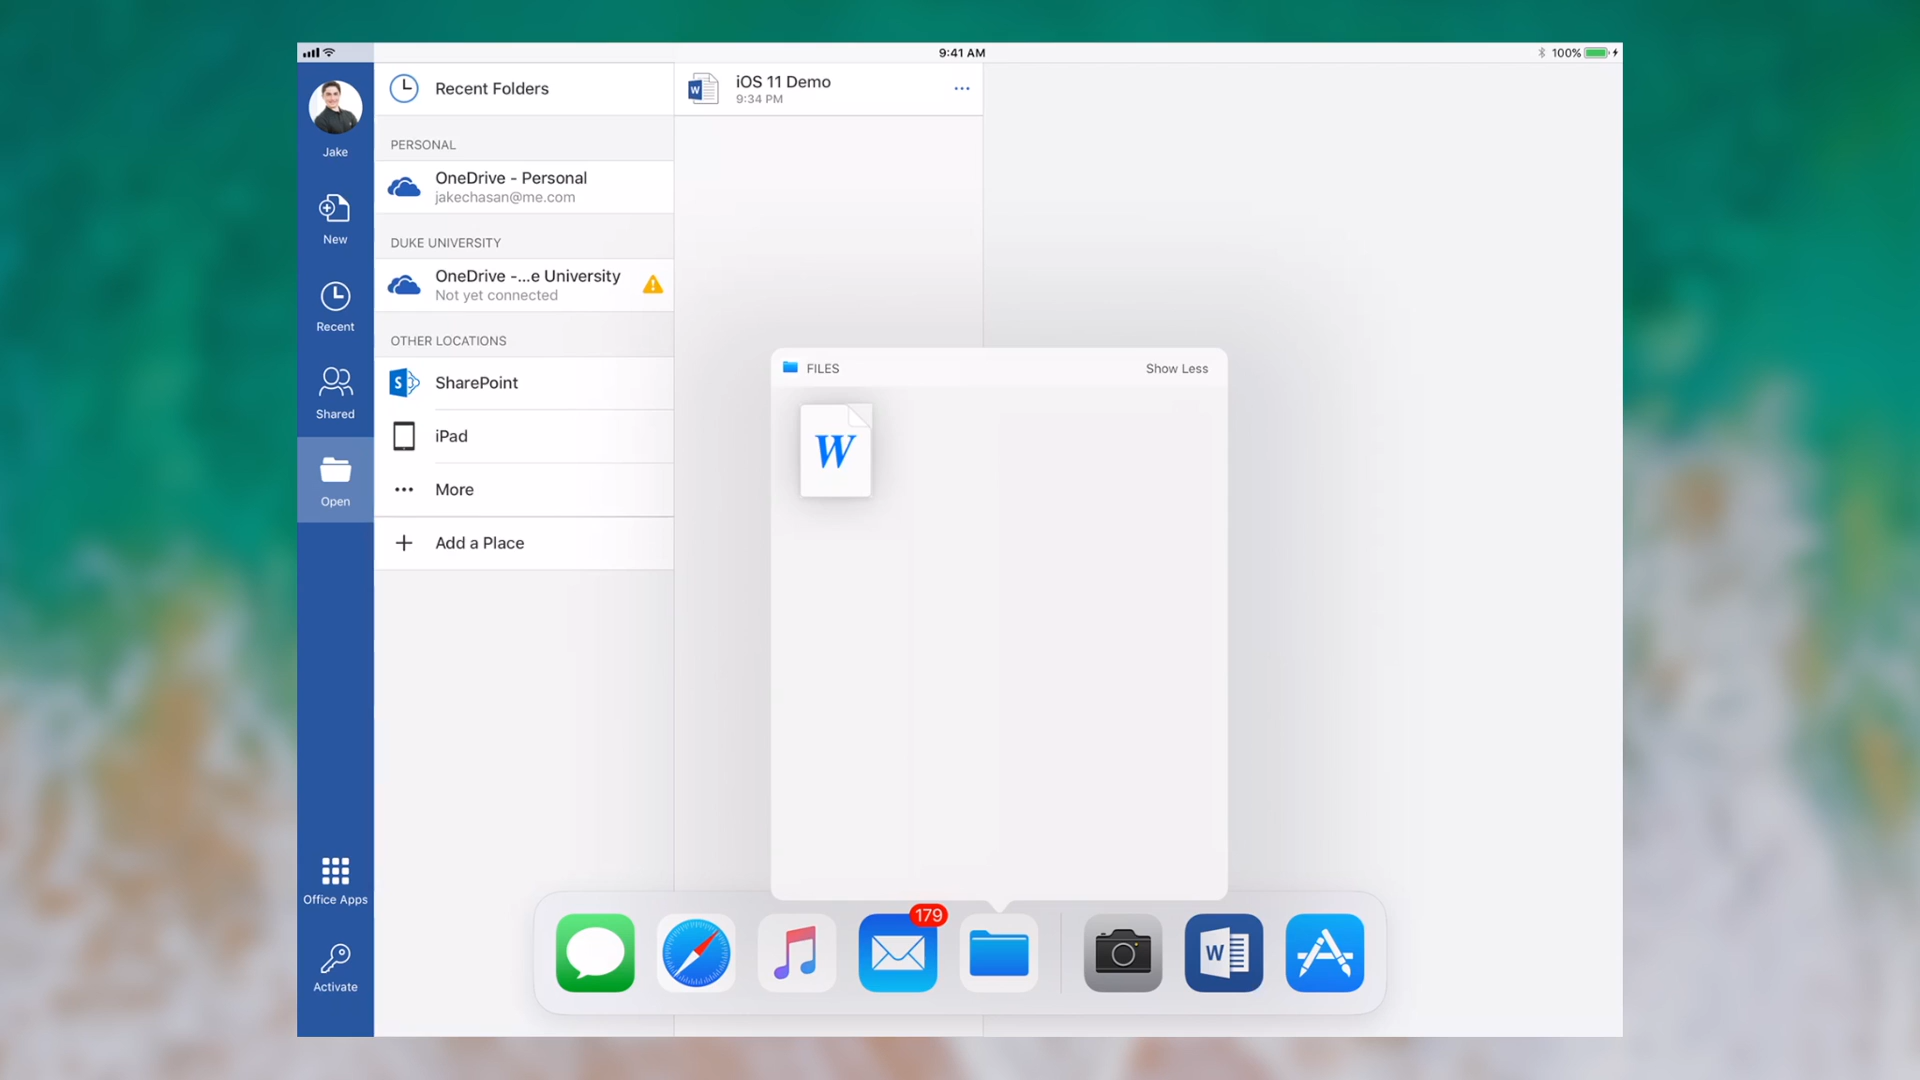 9:41 AM
100%
Jake
New
Recent
Shared
Open
Office Apps
Activate
Recent Folders
PERSONAL
OneDrive - Personal
jakechasan@me.com
DUKE UNIVERSITY
OneDrive -...e University
Not yet connected
OTHER LOCATIONS
S
SharePoint
iPad
More
Add a Place
W
iOS 11 Demo
9:34 PM
FILES
Show Less
W
179
W